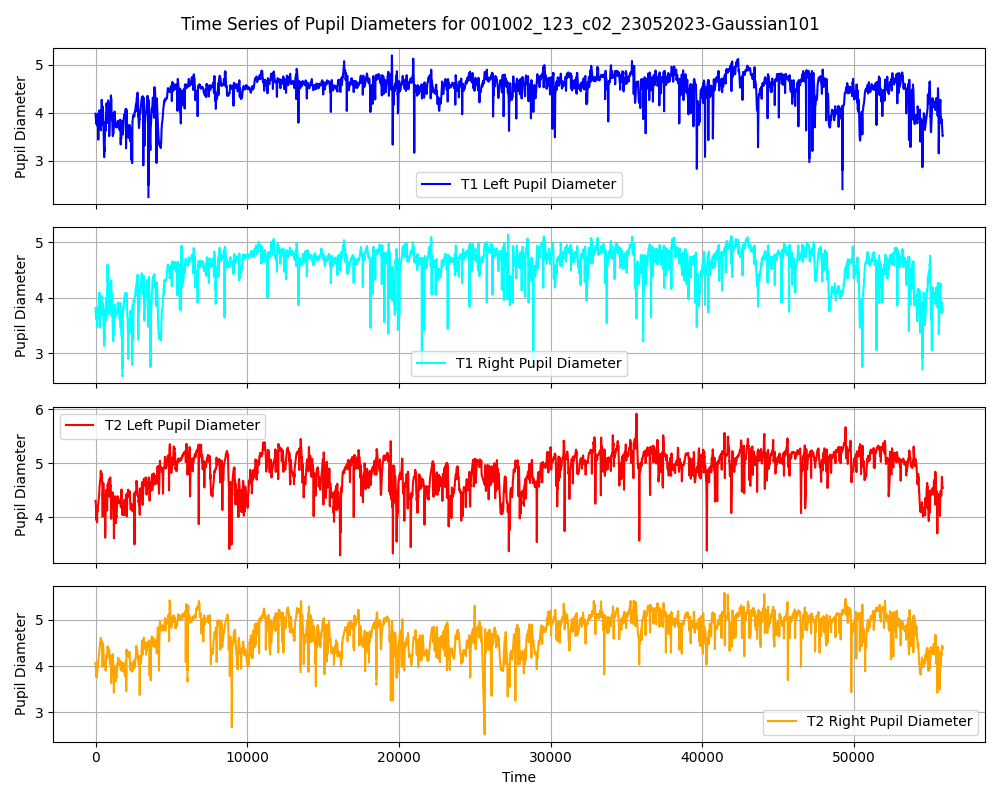 Time Series of Pupil Diameters for 001002_123_c02_23052023-Gaussian101
5
4
3
Pupil Diameter
T1 Left Pupil Diameter
5
4
3
Pupil Diameter
T1 Right Pupil Diameter
6
5
4
Pupil Diameter
T2 Left Pupil Diameter
5
4
3
Pupil Diameter
T2 Right Pupil Diameter
0 10000 20000 30000 40000 50000
Time